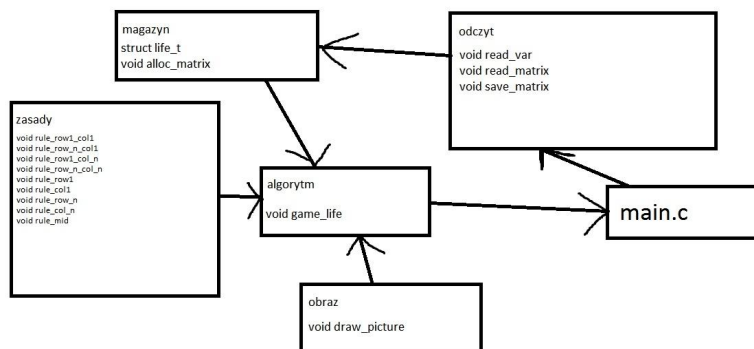 magazyn
struct life_t
void alloc_matrix
odczyt
void read_var
void read_matrix
void save_matrix
zasady
void rule_row1_col1
void rule_row_n_col1
void rule_row1_col_n
void rule_row_n_col_n
void rule_row1
void rule_col1
void rule_row_n
void rule_col_n
void rule_mid
algorytm
void game_life
main.c
obraz
void draw_picture